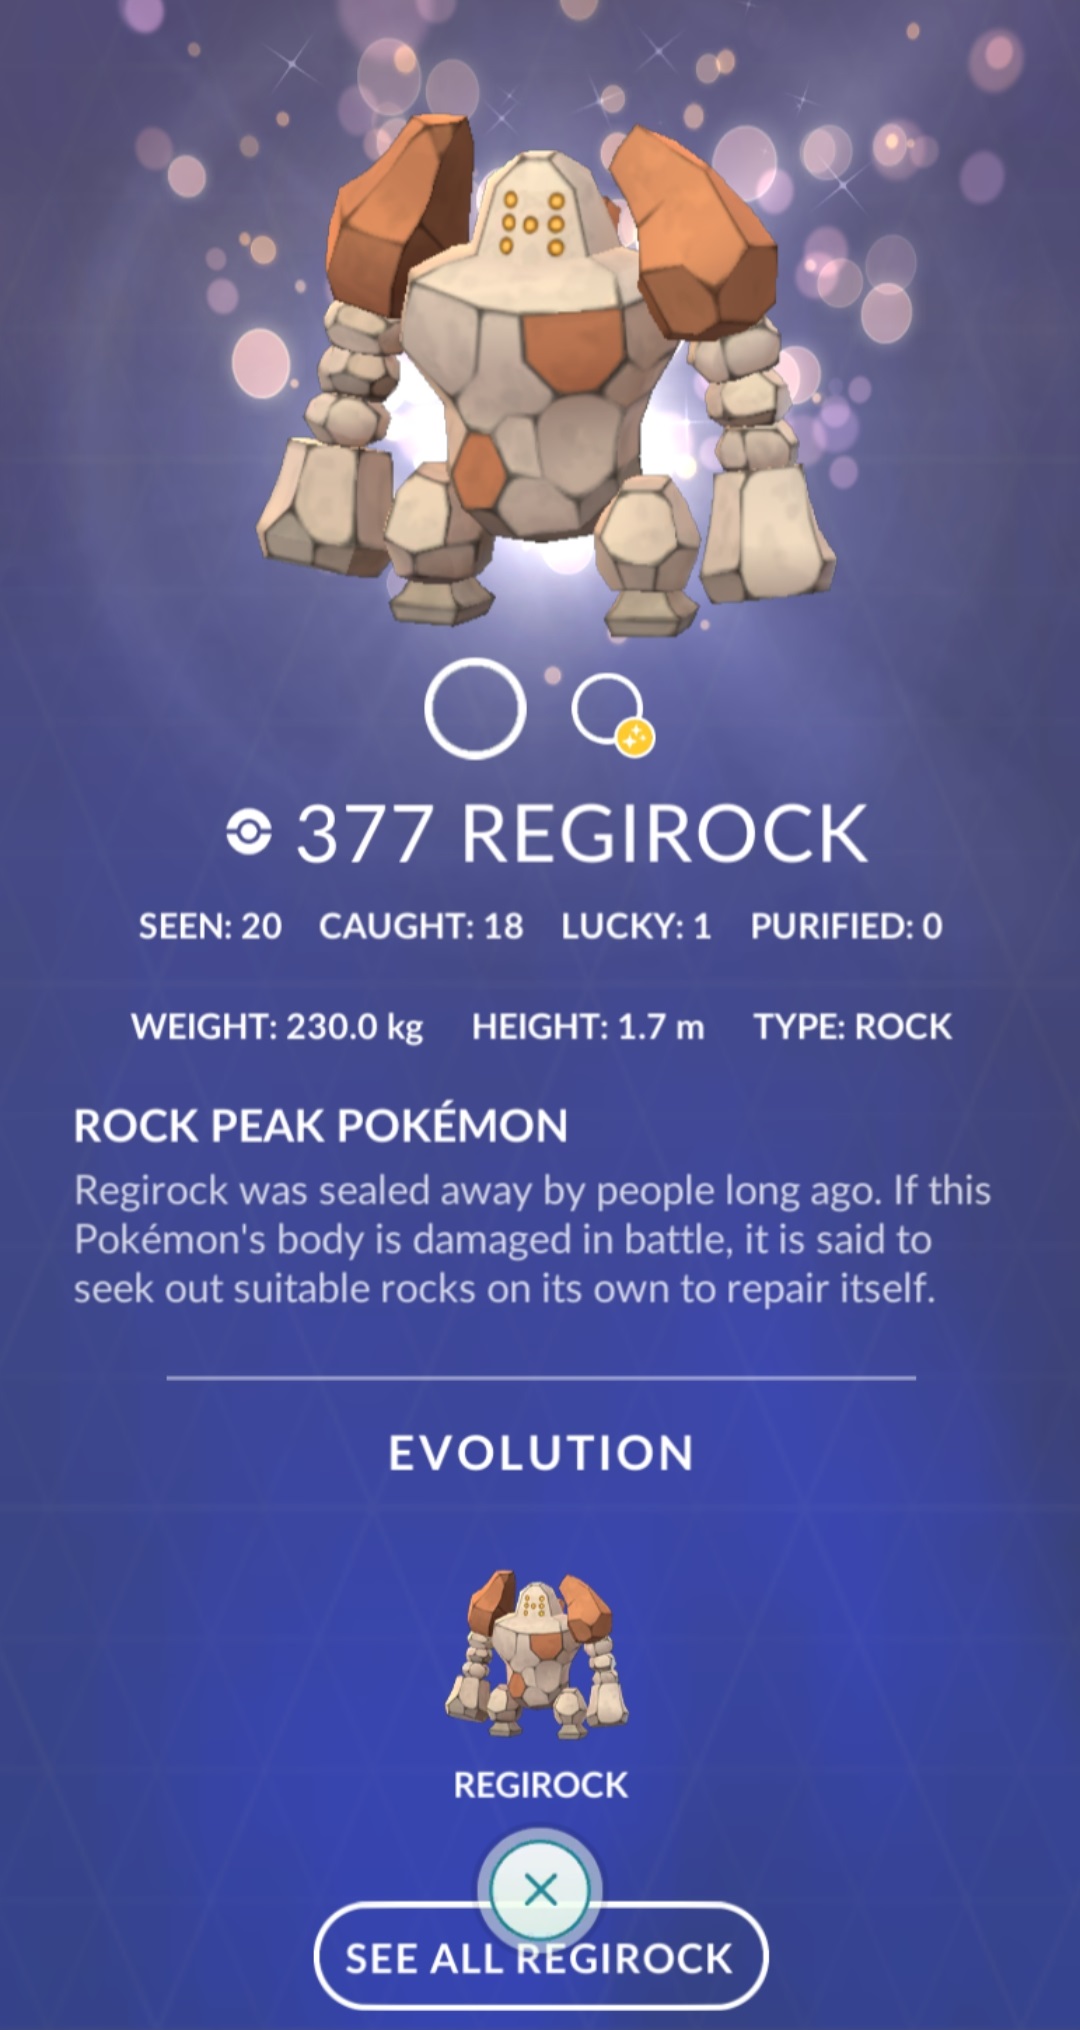 377 REGIROCK
SEEN: 20 CAUGHT: 18 LUCKY: 1 PURIFIED: 0
WEIGHT: 230.0 kg HEIGHT: 1.7 m TYPE: ROCK
ROCK PEAK POKÉMON
Regirock was sealed away by people long ago. If this
Pokémon's body is damaged in battle, it is said to
seek out suitable rocks on its own to repair itself.
EVOLUTION
REGIROCK
SEE ALL REGIROCK